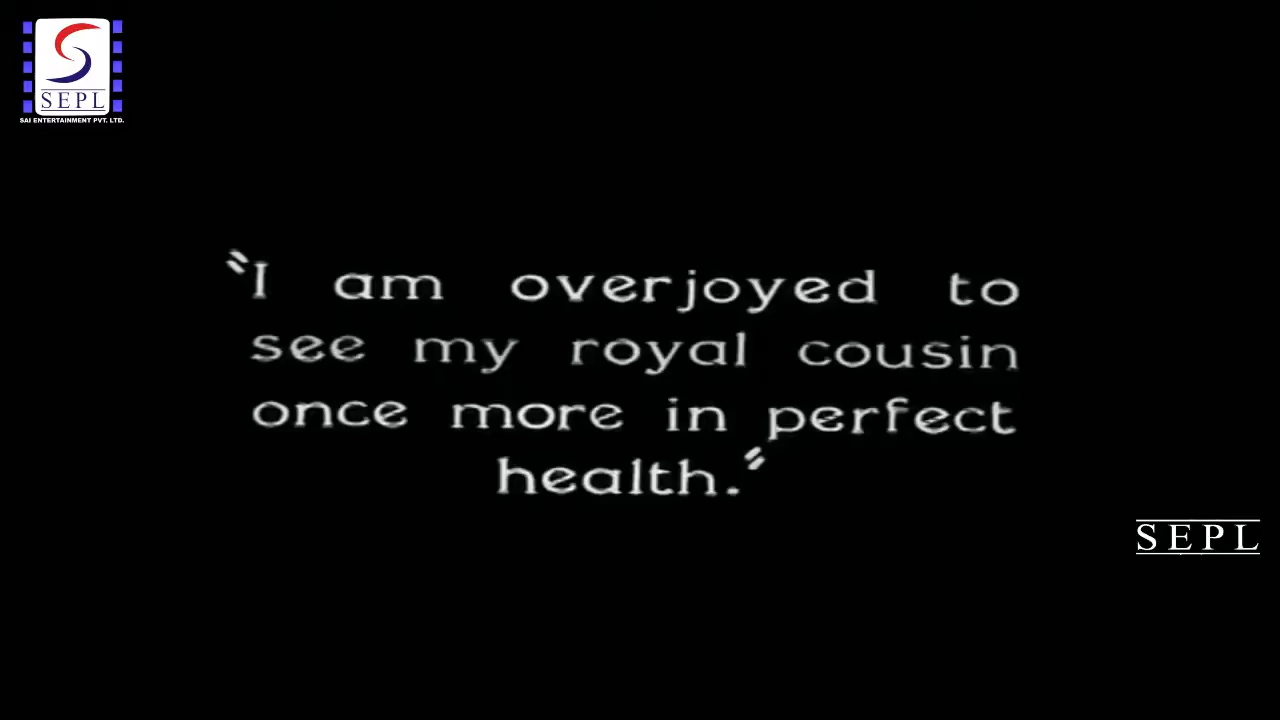 SEPL
SAI ENTERTAINMENT PVT. LTD.
"I am overjoyed to
see my royal cousin
once more in perfect
health."
SEPL